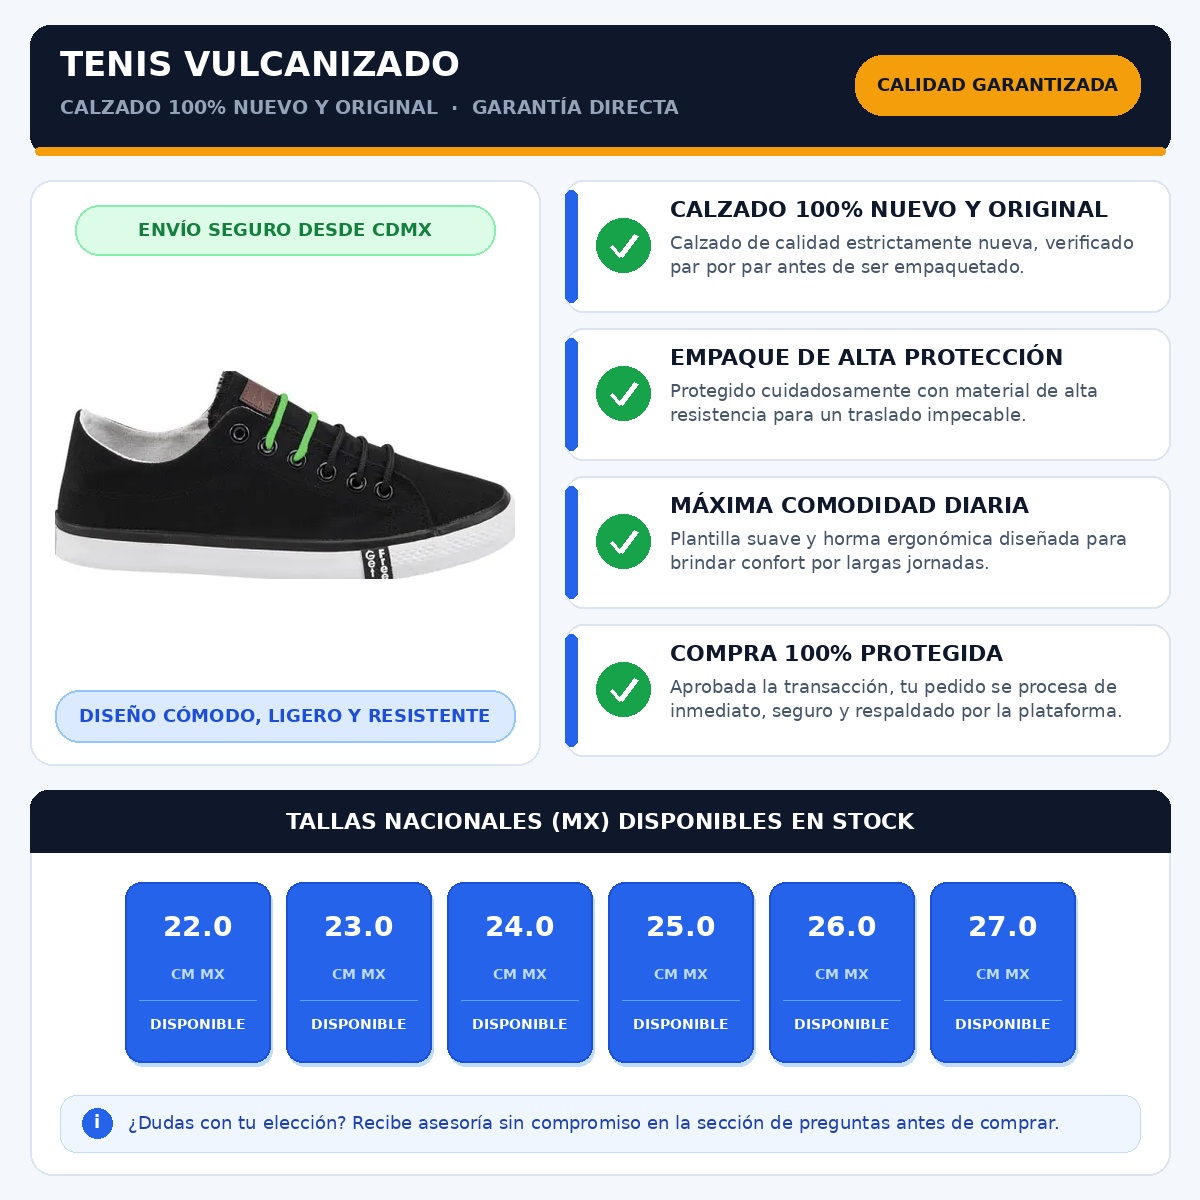 TENIS VULCANIZADO
CALZADO 100% NUEVO Y ORIGINAL · GARANTÍA DIRECTA
CALIDAD GARANTIZADA
ENVÍO SEGURO DESDE CDMX
Get
Free
DISEÑO CÓMODO, LIGERO Y RESISTENTE
CALZADO 100% NUEVO Y ORIGINAL
Calzado de calidad estrictamente nueva, verificado
par por par antes de ser empaquetado.
EMPAQUE DE ALTA PROTECCIÓN
Protegido cuidadosamente con material de alta
resistencia para un traslado impecable.
MÁXIMA COMODIDAD DIARIA
Plantilla suave y horma ergonómica diseñada para
brindar confort por largas jornadas.
COMPRA 100% PROTEGIDA
Aprobada la transacción, tu pedido se procesa de
inmediato, seguro y respaldado por la plataforma.
TALLAS NACIONALES (MX) DISPONIBLES EN STOCK
22.0
CM MX
DISPONIBLE
23.0
CM MX
DISPONIBLE
24.0
CM MX
DISPONIBLE
25.0
CM MX
DISPONIBLE
26.0
CM MX
DISPONIBLE
27.0
CM MX
DISPONIBLE
i ¿Dudas con tu elección? Recibe asesoría sin compromiso en la sección de preguntas antes de comprar.